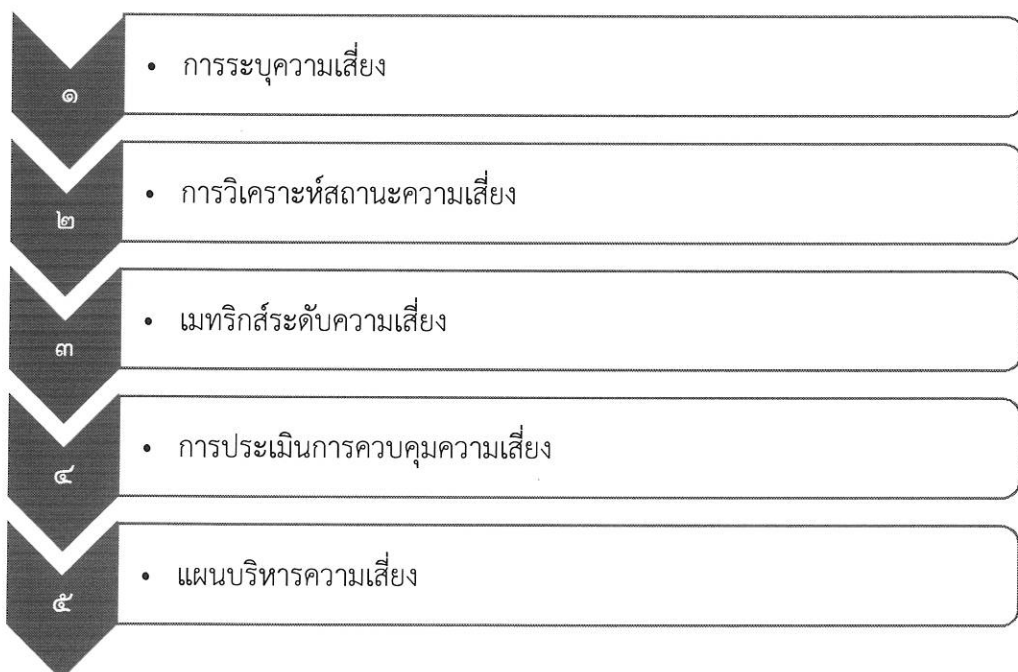 ๑
• การระบุความเสี่ยง
๒
• การวิเคราะห์สถานะความเสี่ยง
๓
• เมทริกส์ระดับความเสี่ยง
๔
• การประเมินการควบคุมความเสี่ยง
๕
• แผนบริหารความเสี่ยง